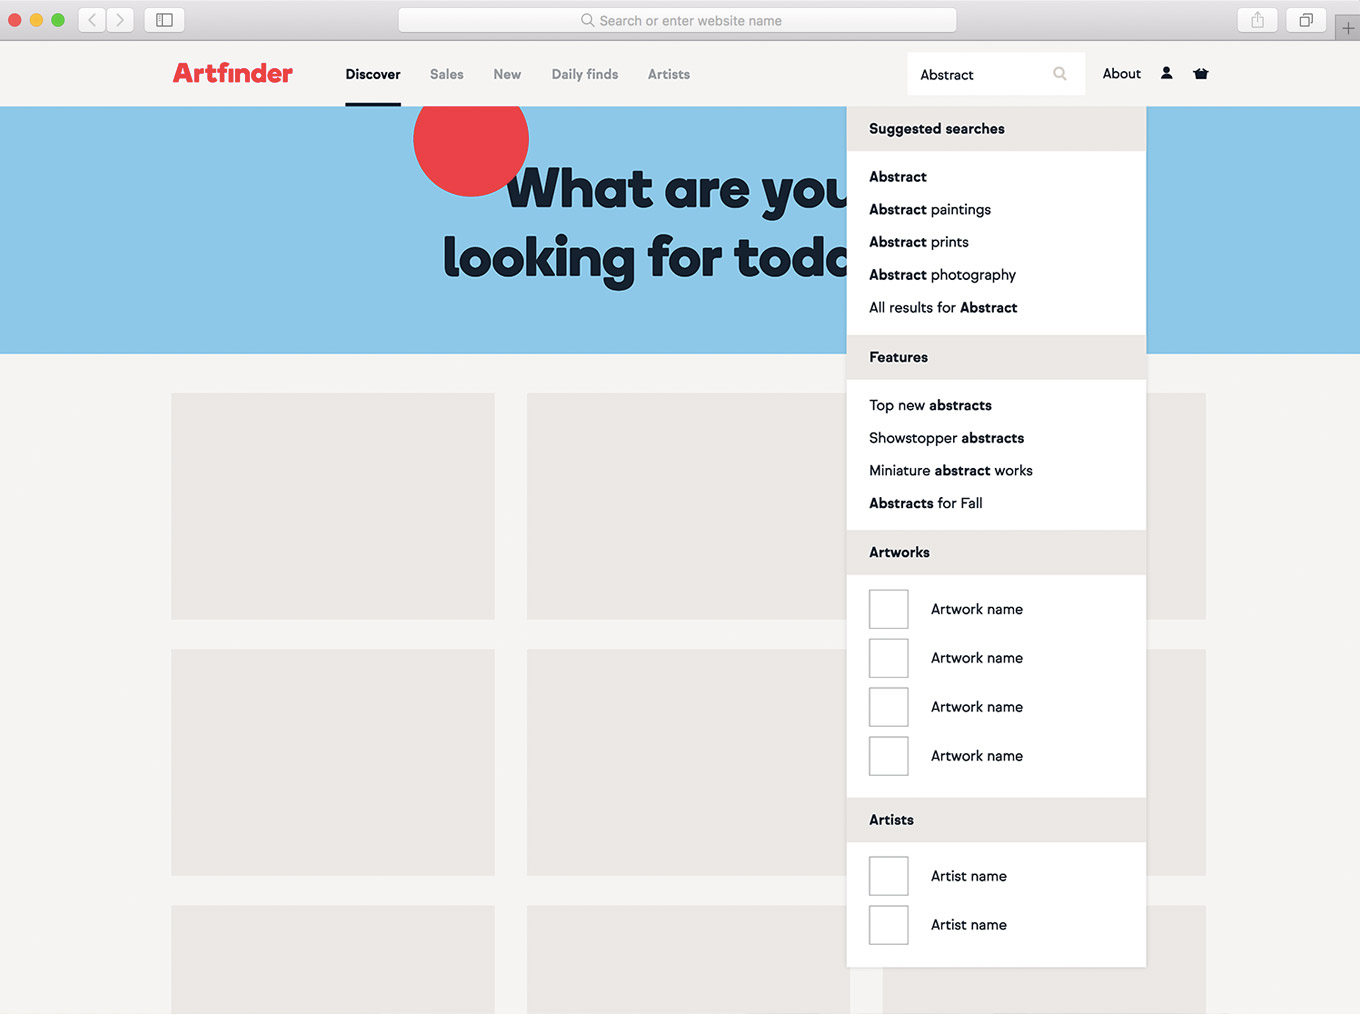 Search or enter website name
Artfinder
Discover
Sales
New
Daily finds
Artists
Abstract
About
What are you
looking for toda
Suggested searches
Abstract
Abstract paintings
Abstract prints
Abstract photography
All results for Abstract
Features
Top new abstracts
Showstopper abstracts
Miniature abstract works
Abstracts for Fall
Artworks
Artwork name
Artwork name
Artwork name
Artwork name
Artists
Artist name
Artist name